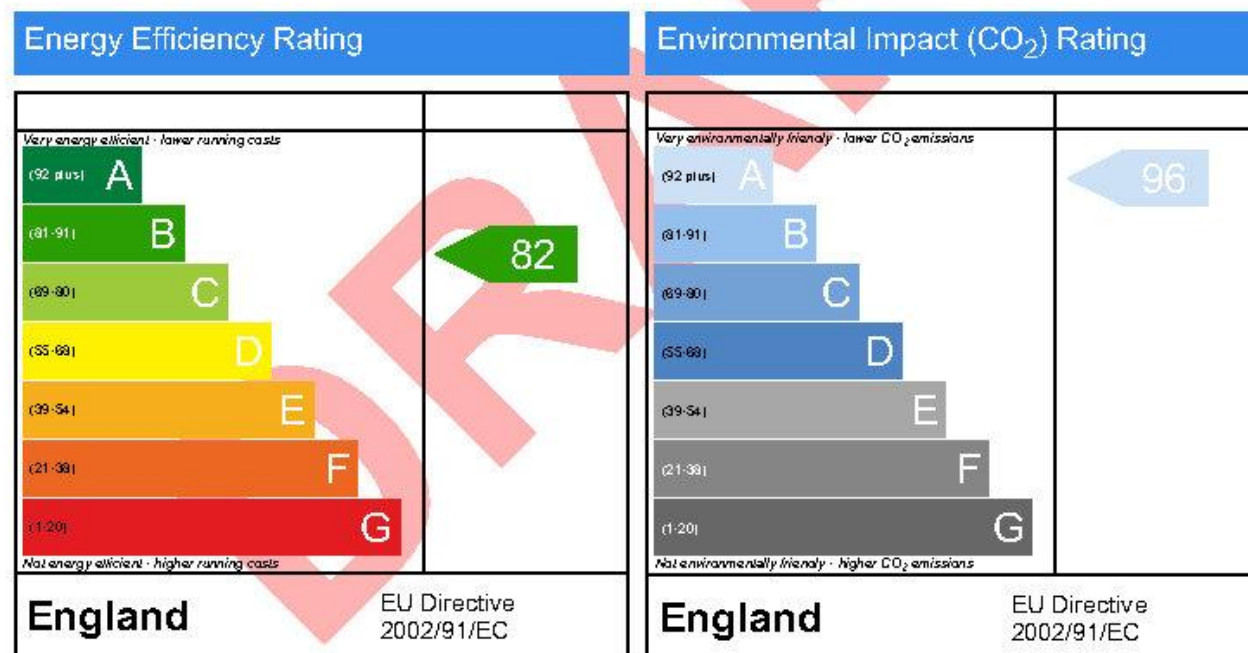 Energy Efficiency Rating
Very energy efficient - lower running costs
(92 plus) A
(81-91) B
(69-80) C
(55-68) D
(39-54) E
(21-38) F
(1-20) G
82
Not energy efficient - higher running costs
England
EU Directive
2002/91/EC
Environmental Impact (CO₂) Rating
Very environmentally friendly - lower CO₂ emissions
(92 plus) A
(81-91) B
(69-80) C
(55-68) D
(39-54) E
(21-38) F
(1-20) G
96
Not environmentally friendly - higher CO₂ emissions
England
EU Directive
2002/91/EC